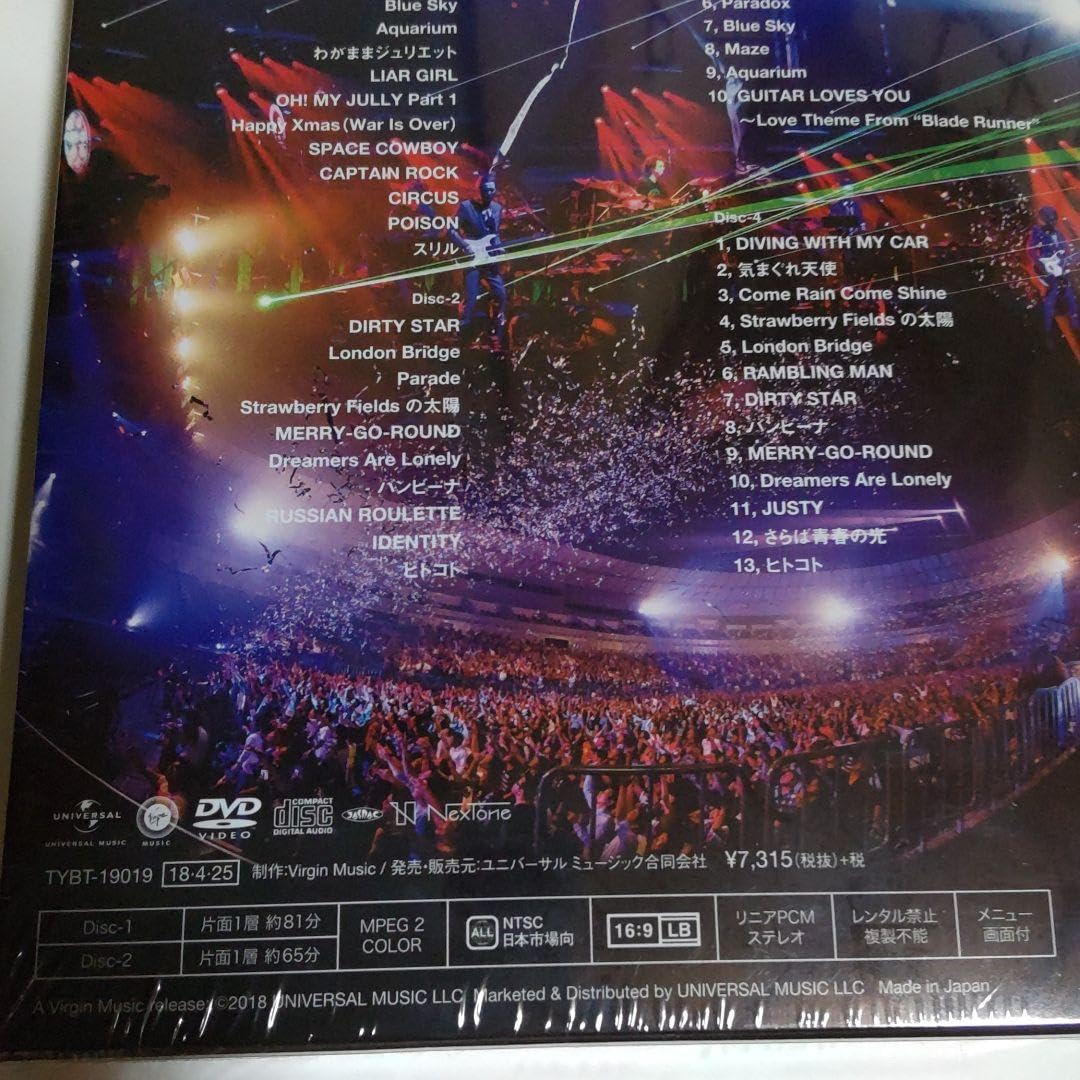 Blue Sky
Aquarium
わがままジュリエット
LIAR GIRL
OH! MY JULLY Part 1
Happy Xmas (War Is Over)
SPACE COWBOY
CAPTAIN ROCK
CIRCUS
POISON
スリル
Disc-2
DIRTY STAR
London Bridge
Parade
Strawberry Fields の太陽
MERRY-GO-ROUND
Dreamers Are Lonely
バンビーナ
RUSSIAN ROULETTE
IDENTITY
ヒトコト
6, Paradox
7, Blue Sky
8, Maze
9, Aquarium
10, GUITAR LOVES YOU
～Love Theme From "Blade Runner"
Disc-4
1, DIVING WITH MY CAR
2, 気まぐれ天使
3, Come Rain Come Shine
4, Strawberry Fields の太陽
5, London Bridge
6, RAMBLING MAN
7, DIRTY STAR
8, バンビーナ
9, MERRY-GO-ROUND
10, Dreamers Are Lonely
11, JUSTY
12, さらば青春の光
13, ヒトコト
UNIVERSAL
UNIVERSAL MUSIC
Virgin
MUSIC
DVD
VIDEO
COMPACT
disc
DIGITAL AUDIO
JASRAC
NexTone
TYBT-19019 18・4・25 制作:Virgin Music / 発売・販売元:ユニバーサル ミュージック合同会社 ¥7,315(税抜)+税
Disc-1 片面1層 約81分
Disc-2 片面1層 約65分
MPEG 2
COLOR
ALL
NTSC
日本市場向
16:9 LB
リニアPCM
ステレオ
レンタル禁止
複製不能
メニュー
画面付
A Virgin Music release; ©2018 UNIVERSAL MUSIC LLC Marketed & Distributed by UNIVERSAL MUSIC LLC Made in Japan